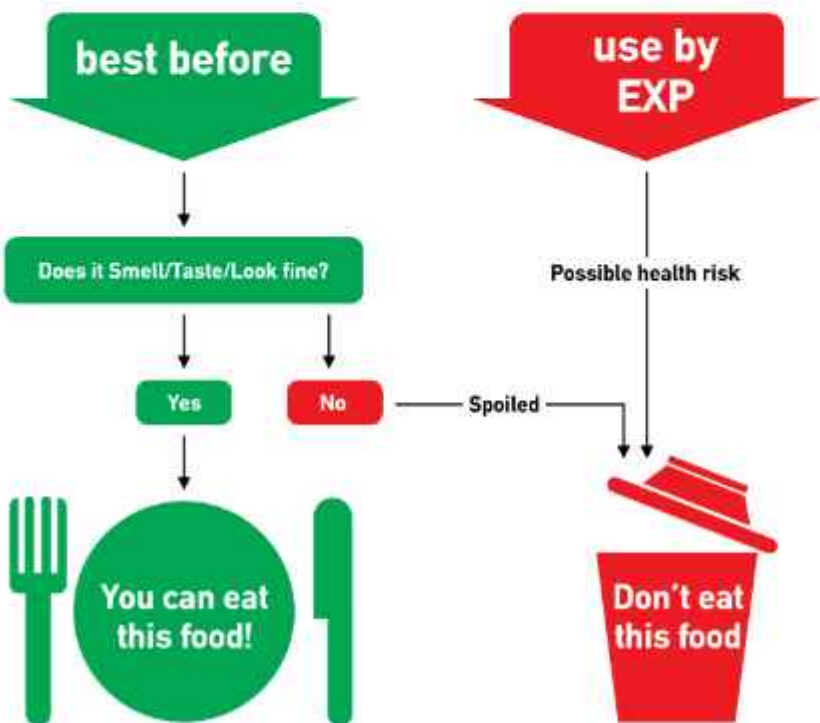 best before
use by
EXP
Does it Smell/Taste/Look fine?
Possible health risk
Yes
No
Spoiled
You can eat
this food!
Don't eat
this food